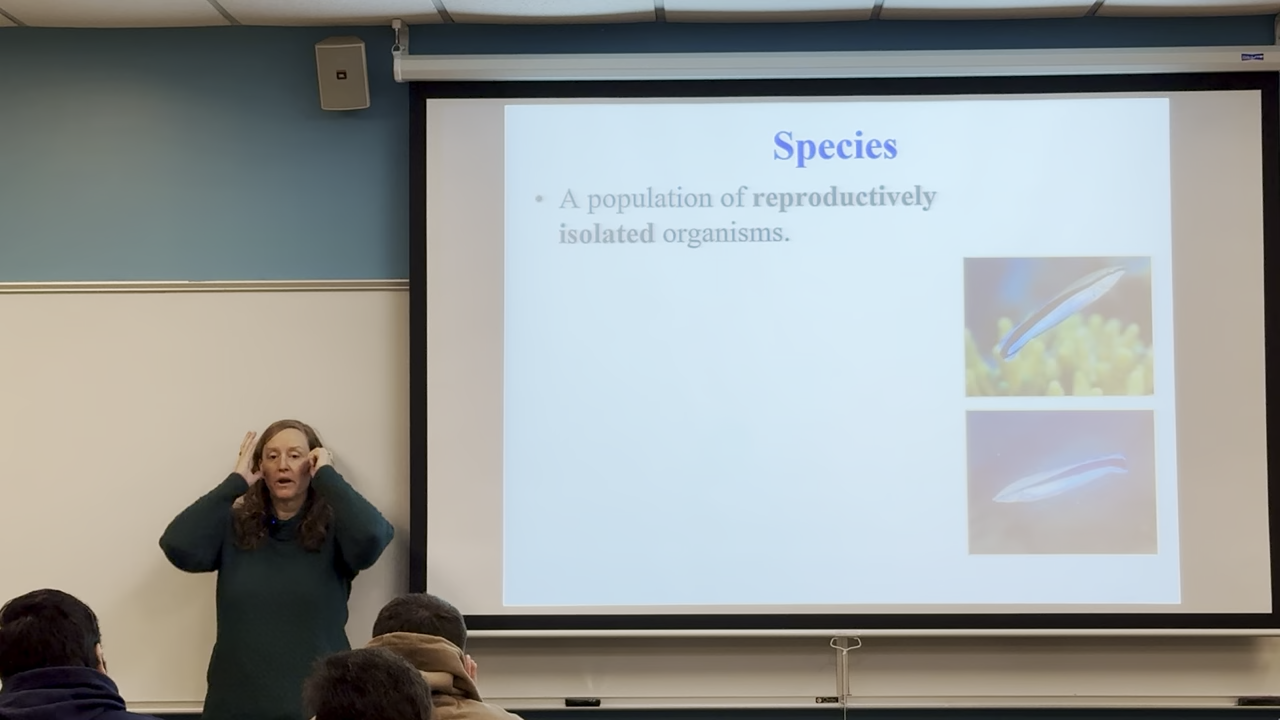 Species
• A population of reproductively
isolated organisms.